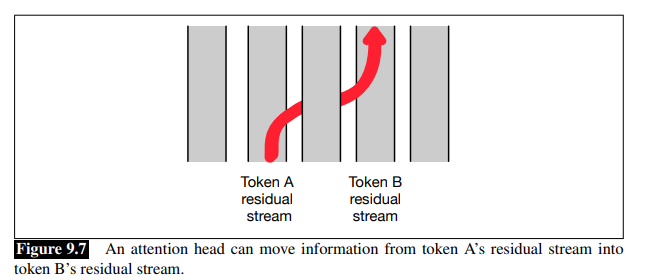 Token A Token B
residual residual
stream stream
Figure 9.7 An attention head can move information from token A’s residual stream into
token B’s residual stream.